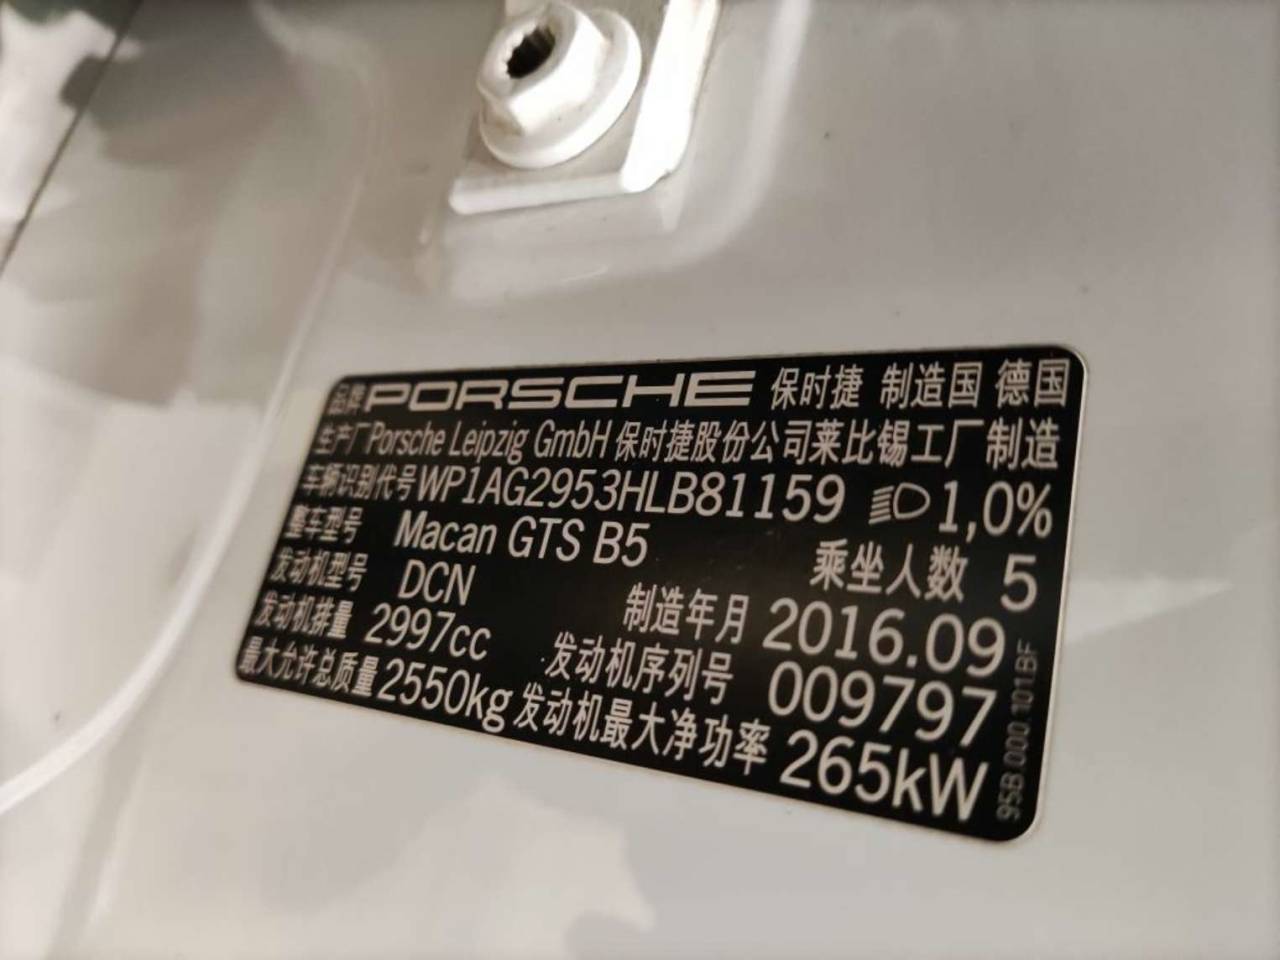 品牌 PORSCHE 保时捷 制造国 德国
生产厂 Porsche Leipzig GmbH 保时捷股份公司莱比锡工厂制造
车辆识别代号 WP1AG2953HLB81159 1,0%
整车型号 Macan GTS B5 乘坐人数 5
发动机型号 DCN 制造年月 2016.09
发动机排量 2997cc 发动机序列号 009797
最大允许总质量 2550kg 发动机最大净功率 265kW
95B.000.101.BF